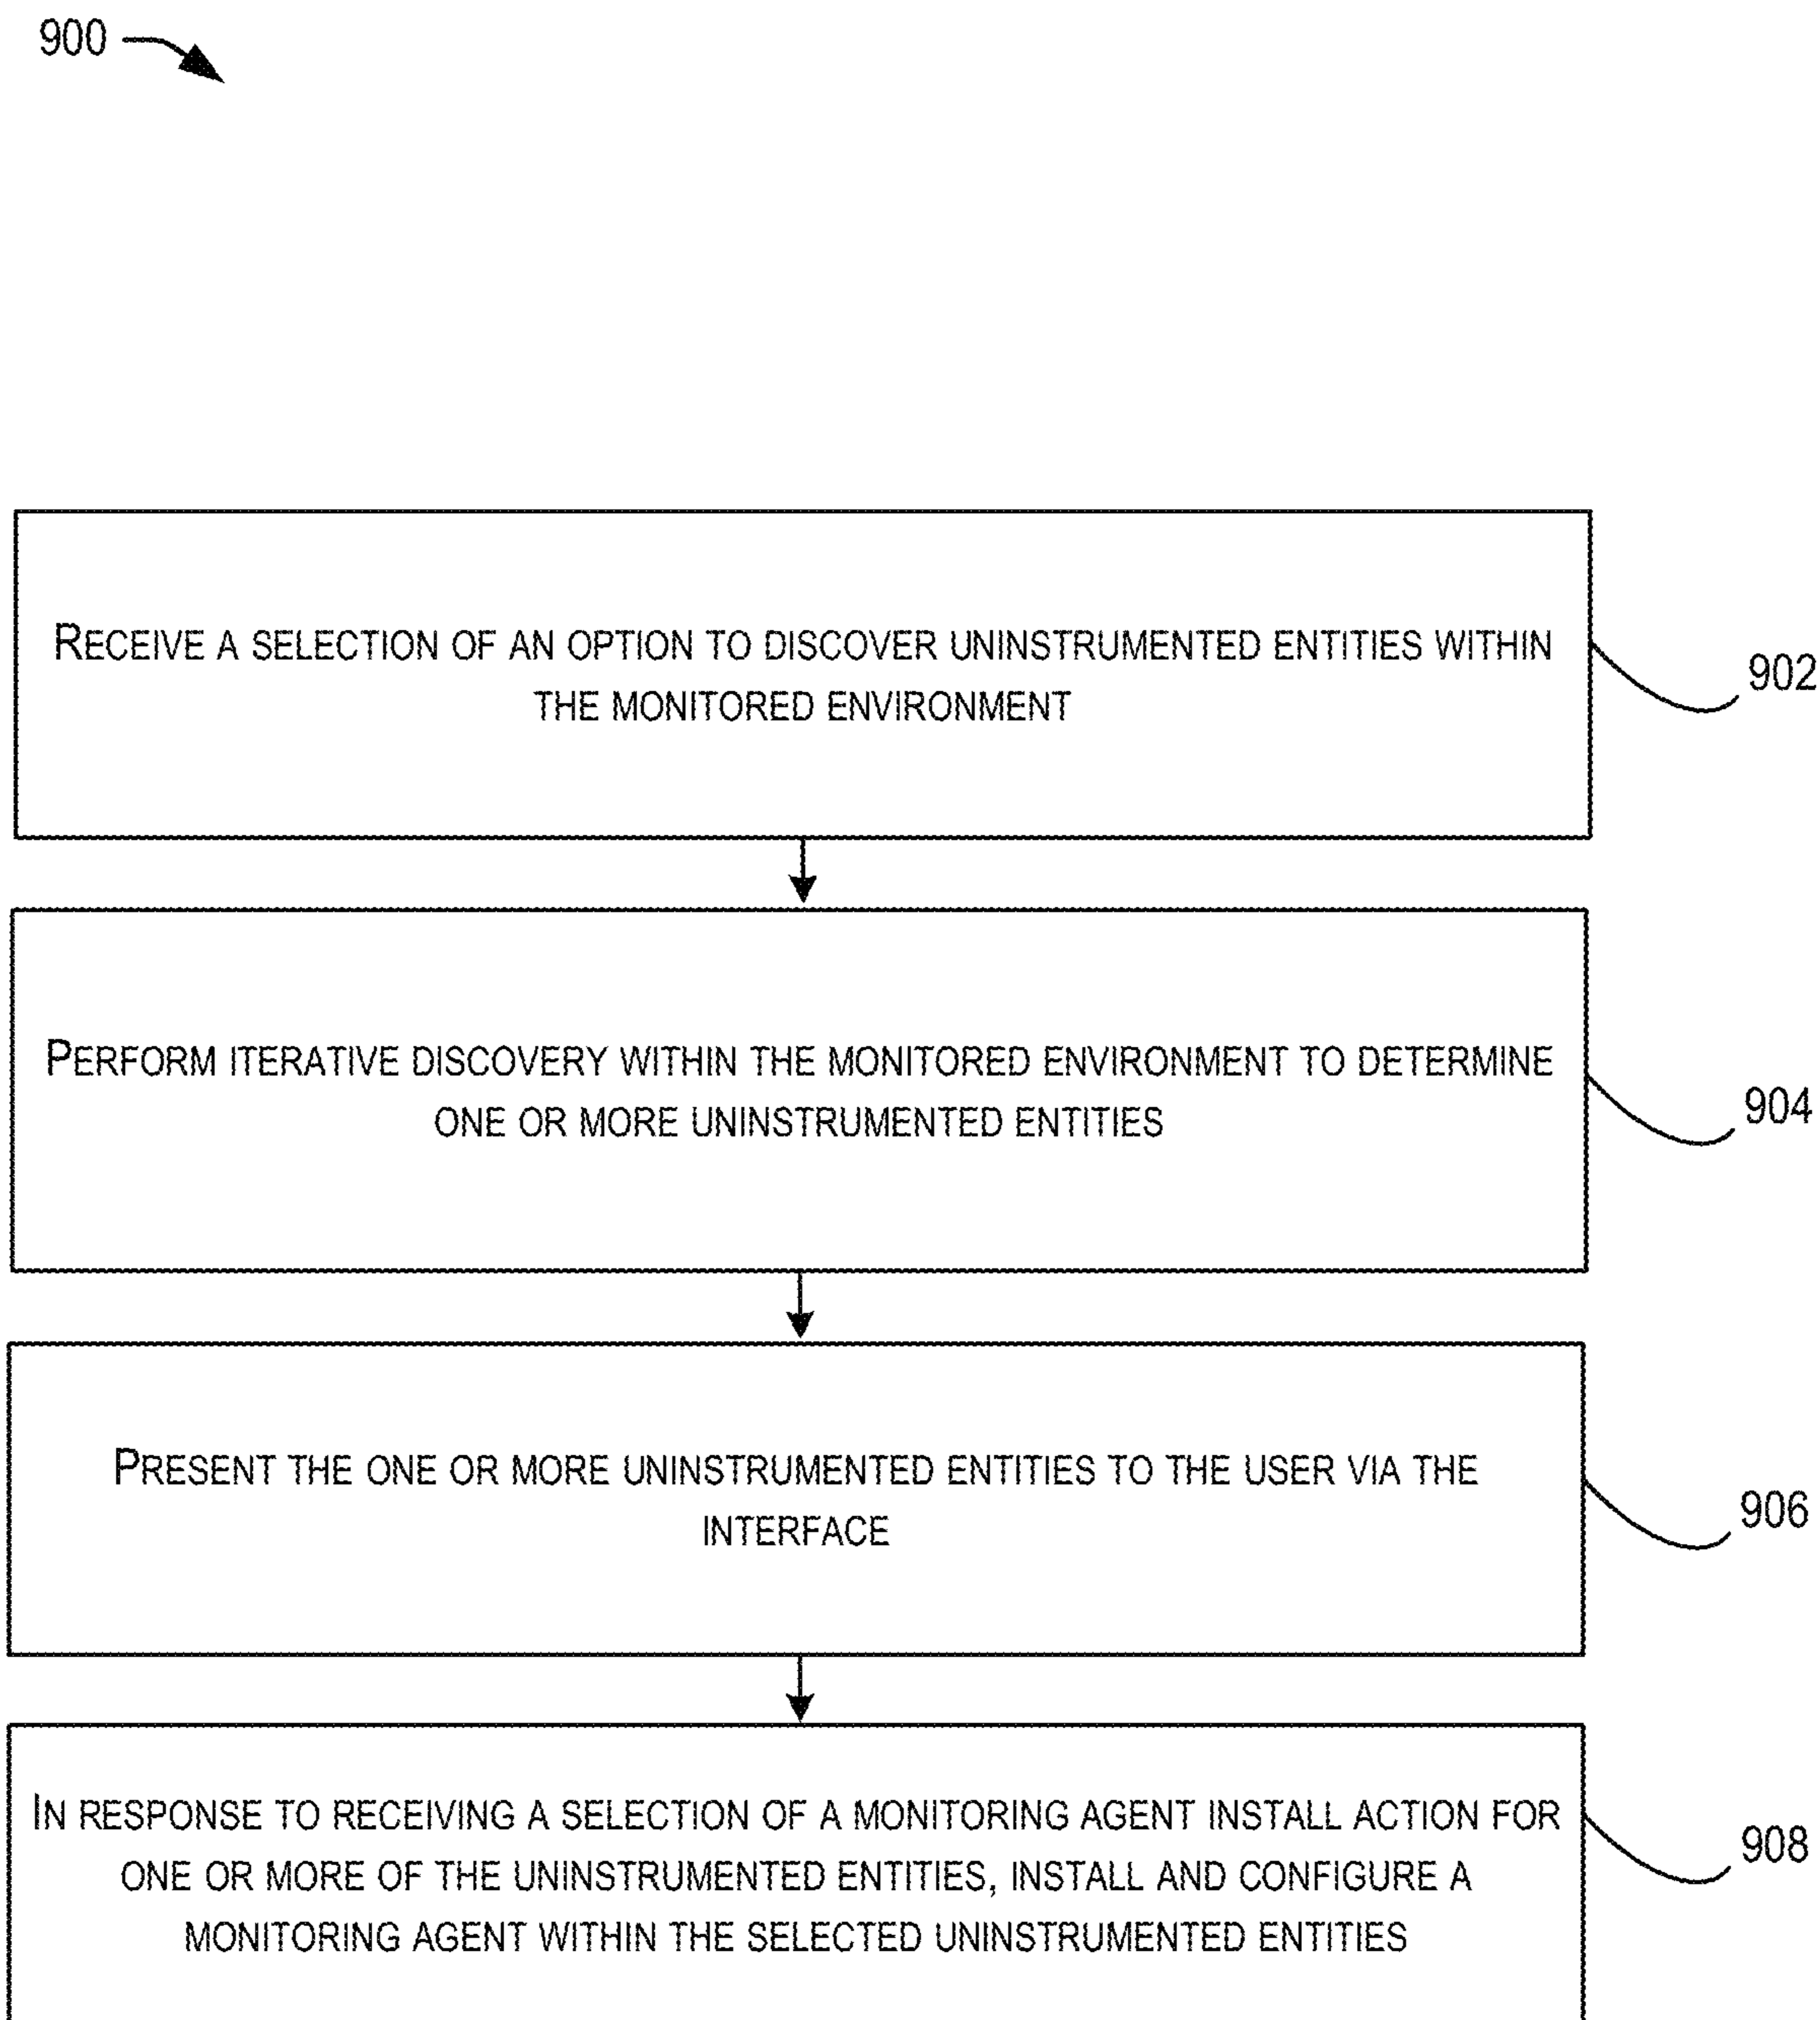 900
RECEIVE A SELECTION OF AN OPTION TO DISCOVER UNINSTRUMENTED ENTITIES WITHIN
THE MONITORED ENVIRONMENT
902
PERFORM ITERATIVE DISCOVERY WITHIN THE MONITORED ENVIRONMENT TO DETERMINE
ONE OR MORE UNINSTRUMENTED ENTITIES
904
PRESENT THE ONE OR MORE UNINSTRUMENTED ENTITIES TO THE USER VIA THE
INTERFACE
906
IN RESPONSE TO RECEIVING A SELECTION OF A MONITORING AGENT INSTALL ACTION FOR
ONE OR MORE OF THE UNINSTRUMENTED ENTITIES, INSTALL AND CONFIGURE A
MONITORING AGENT WITHIN THE SELECTED UNINSTRUMENTED ENTITIES
908